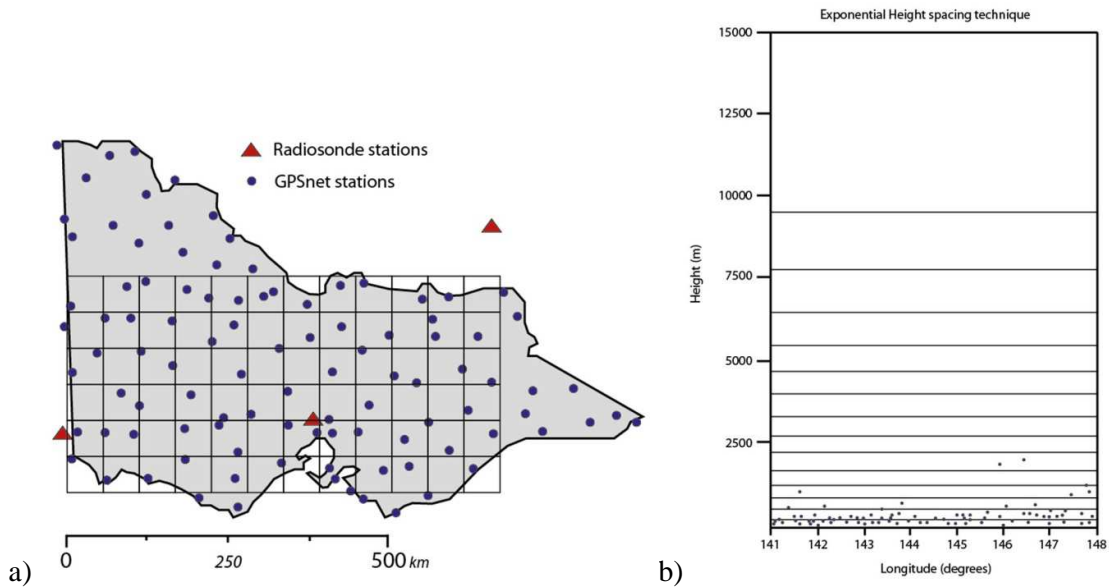 Radiosonde stations
GPSnet stations
0 250 500 km
a)
Exponential Height spacing technique
15000
12500
10000
7500
5000
2500
Height (m)
141 142 143 144 145 146 147 148
Longitude (degrees)
b)